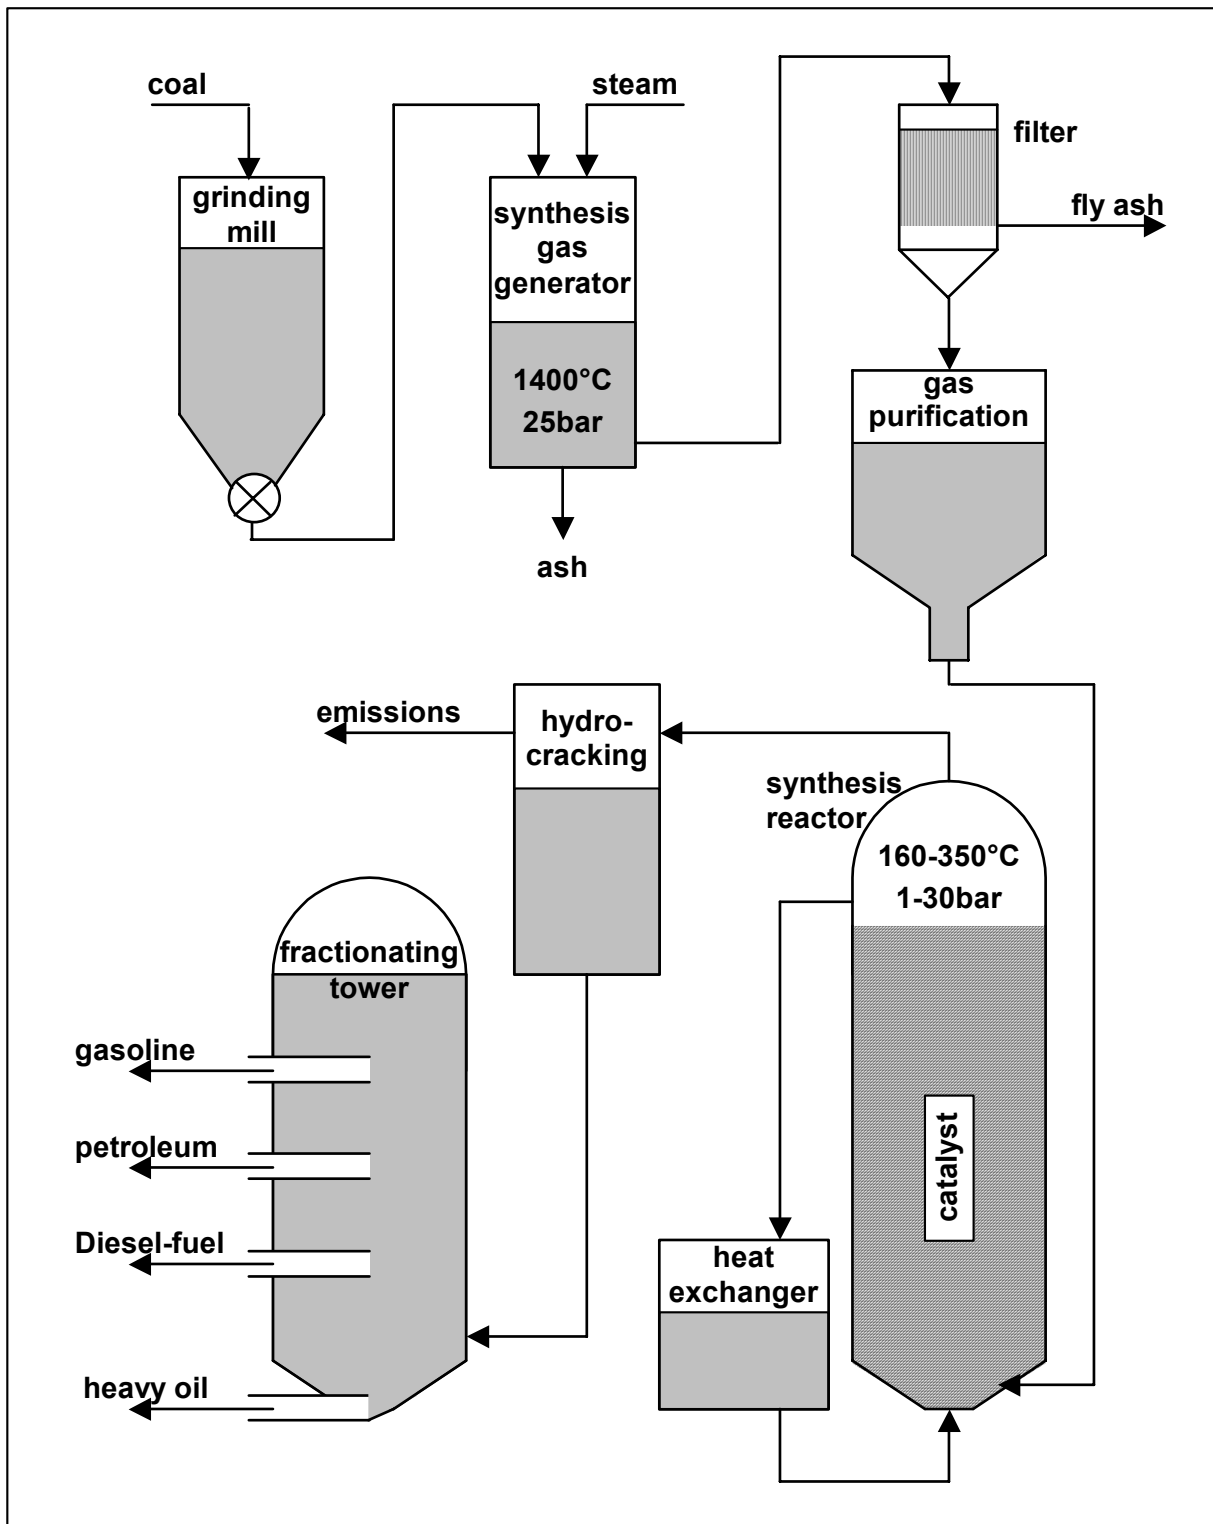 coal
steam
grinding
mill
synthesis
gas
generator
1400°C
25bar
ash
filter
fly ash
gas
purification
emissions
hydro-
cracking
synthesis
reactor
160-350°C
1-30bar
catalyst
heat
exchanger
fractionating
tower
gasoline
petroleum
Diesel-fuel
heavy oil